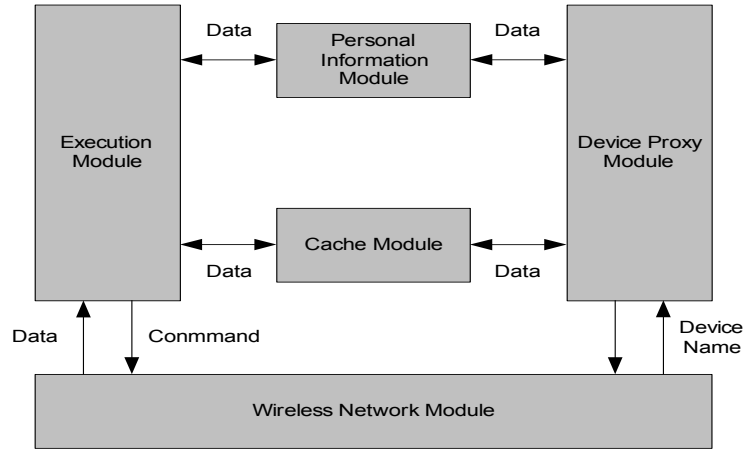 Data
Personal
Information
Module
Data
Execution
Module
Device Proxy
Module
Cache Module
Data
Data
Data
Conmmand
Device
Name
Wireless Network Module